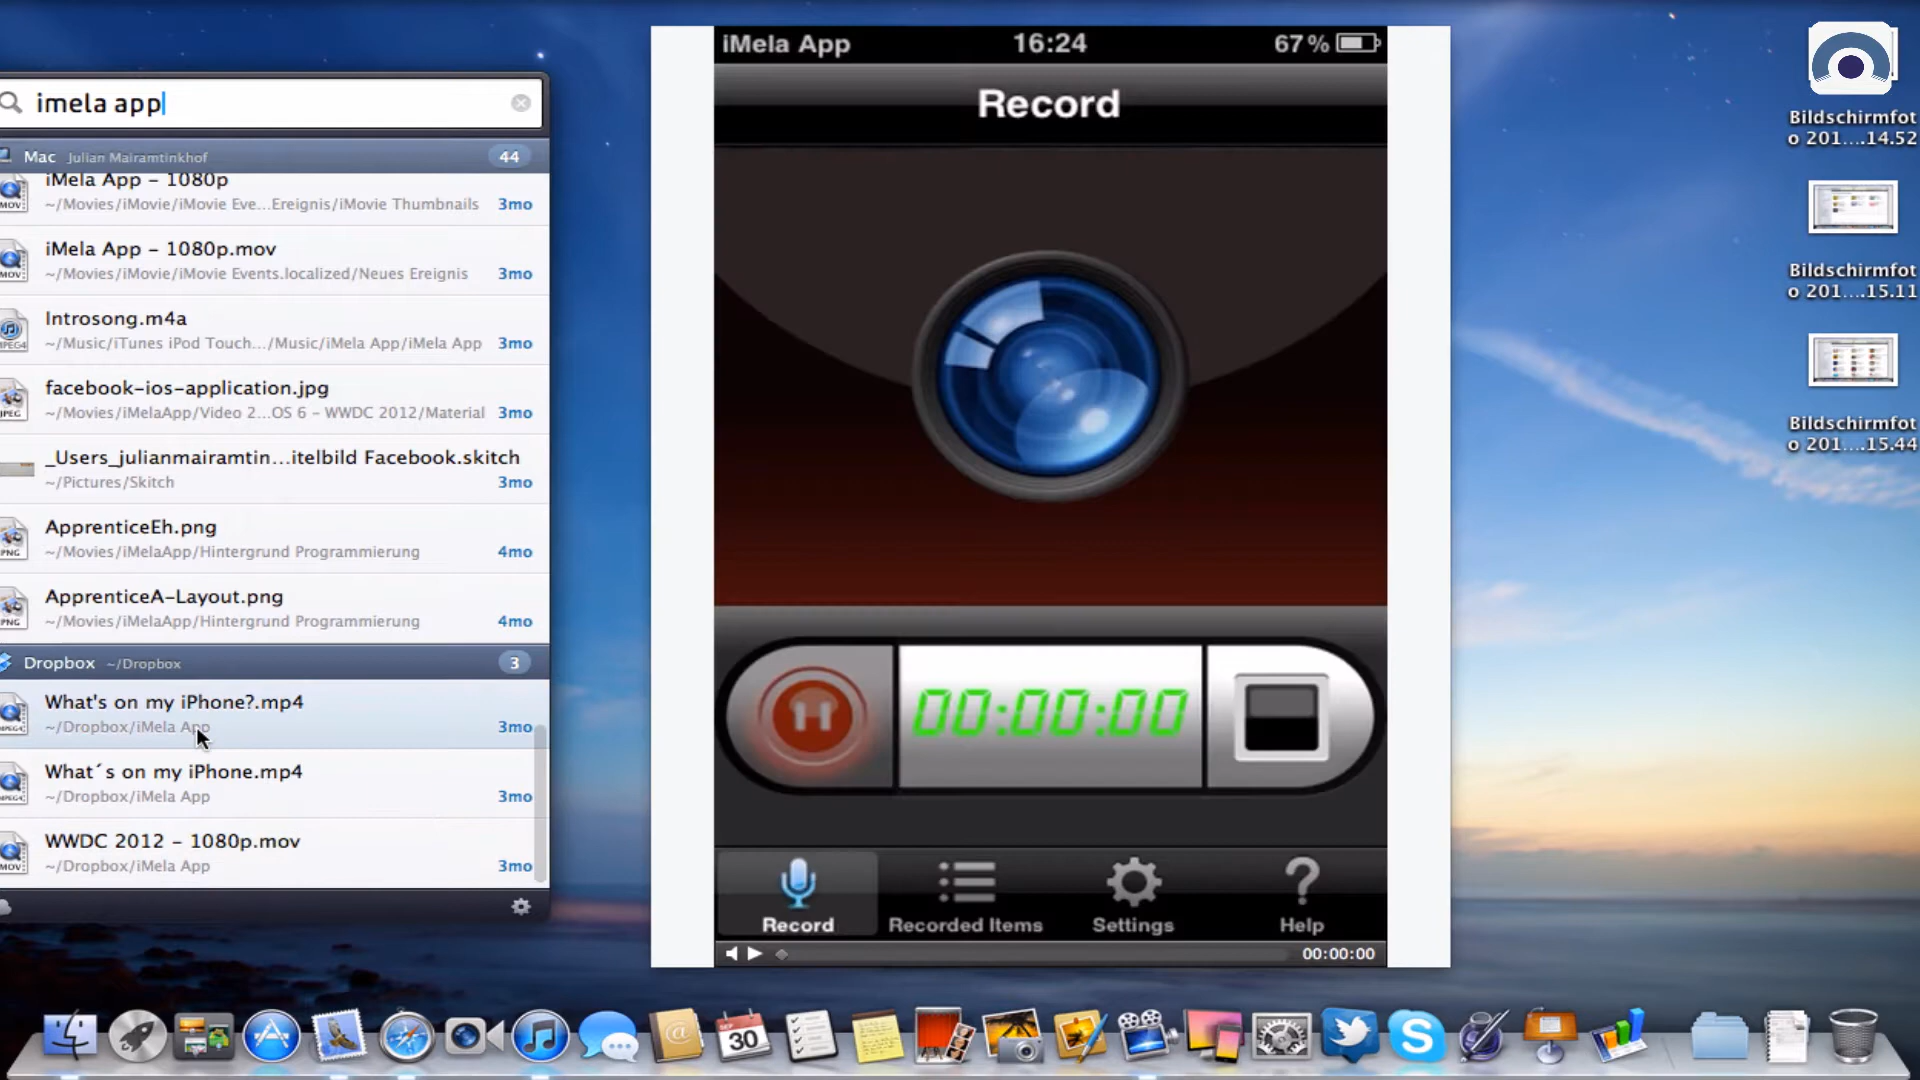 imela app
Mac Julian Mairamtinkhof 44
iMela App - 1080p
~/Movies/iMovie/iMovie Eve...Ereignis/iMovie Thumbnails 3mo
iMela App - 1080p.mov
~/Movies/iMovie/iMovie Events.localized/Neues Ereignis 3mo
Introsong.m4a
~/Music/iTunes iPod Touch.../Music/iMela App/iMela App 3mo
facebook-ios-application.jpg
~/Movies/iMelaApp/Video 2...OS 6 - WWDC 2012/Material 3mo
_Users_julianmairamtin...itelbild Facebook.skitch
~/Pictures/Skitch 3mo
ApprenticeEh.png
~/Movies/iMelaApp/Hintergrund Programmierung 4mo
ApprenticeA-Layout.png
~/Movies/iMelaApp/Hintergrund Programmierung 4mo
Dropbox ~/Dropbox 3
What's on my iPhone?.mp4
~/Dropbox/iMela App 3mo
What´s on my iPhone.mp4
~/Dropbox/iMela App 3mo
WWDC 2012 - 1080p.mov
~/Dropbox/iMela App 3mo
iMela App 16:24 67%
Record
00:00:00
Record Recorded Items Settings Help
00:00:00
Bildschirmfot
o 201....14.52
Bildschirmfot
o 201....15.11
Bildschirmfot
o 201....15.44
SEP
30